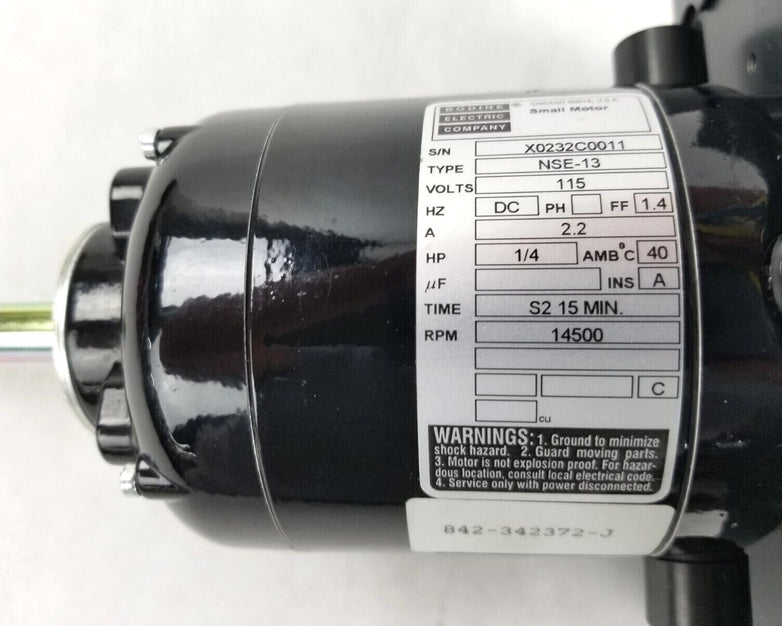 BODINE ®
ELECTRIC
COMPANY
Small Motor
S/N X0232C0011
TYPE NSE-13
VOLTS 115
HZ DC PH FF 1.4
A 2.2
HP 1/4 AMB°C 40
µF INS A
TIME S2 15 MIN.
RPM 14500
C
WARNINGS: 1. Ground to minimize
shock hazard. 2. Guard moving parts.
3. Motor is not explosion proof. For hazar-
dous location, consult local electrical code.
4. Service only with power disconnected.
842-342372-J